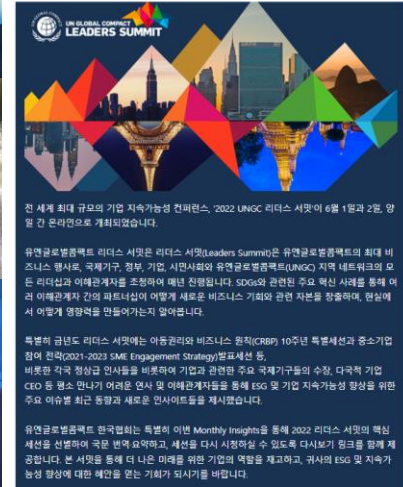 UN GLOBAL COMPACT
LEADERS SUMMIT
전 세계 최대 규모의 기업 지속가능성 컨퍼런스, '2022 UNGC 리더스 서밋'이 6월 1일과 2일, 양
일 간 온라인으로 개최되었습니다.
유엔글로벌콤팩트 리더스 서밋은 리더스 서밋(Leaders Summit)은 유엔글로벌콤팩트의 최대 비
즈니스 행사로, 국제기구, 정부, 기업, 시민사회와 유엔글로벌콤팩트(UNGC) 지역 네트워크의 모
든 리더십과 이해관계자를 초청하여 매년 진행됩니다. SDGs와 관련된 주요 혁신 사례를 통해 여
러 이해관계자 간의 파트너십이 어떻게 새로운 비즈니스 기회와 관련 자본을 창출하며, 현실에
서 어떻게 영향력을 만들어가는지 알아봅니다.
특별히 금년도 리더스 서밋에는 아동권리와 비즈니스 원칙(CRBP) 10주년 특별세션과 중소기업
참여 전략(2021-2023 SME Engagement Strategy)발표세션 등,
비롯한 각국 정상급 인사들을 비롯하여 기업과 관련한 주요 국제기구들의 수장, 다국적 기업
CEO 등 평소 만나기 어려운 연사 및 이해관계자들을 통해 ESG 및 기업 지속가능성 향상을 위한
주요 이슈별 최근 동향과 새로운 인사이트들을 제시했습니다.
유엔글로벌콤팩트 한국협회는 특별히 이번 Monthly Insights을 통해 2022 리더스 서밋의 핵심
세션을 선별하여 국문 번역·요약하고, 세션을 다시 시청하실 수 있도록 다시보기 링크를 함께 제
공합니다. 본 서밋을 통해 더 나은 미래를 위한 기업의 역할을 재고하고, 귀사의 ESG 및 지속가
능성 향상에 대한 혜안을 얻는 기회가 되시기를 바랍니다.